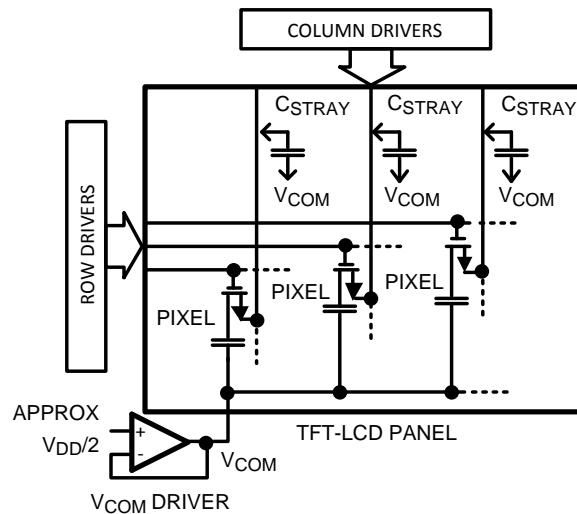 COLUMN DRIVERS
CSTRAY CSTRAY CSTRAY
VCOM VCOM VCOM
ROW DRIVERS
PIXEL PIXEL PIXEL
APPROX
VDD/2
+
-
VCOM
TFT-LCD PANEL
VCOM DRIVER